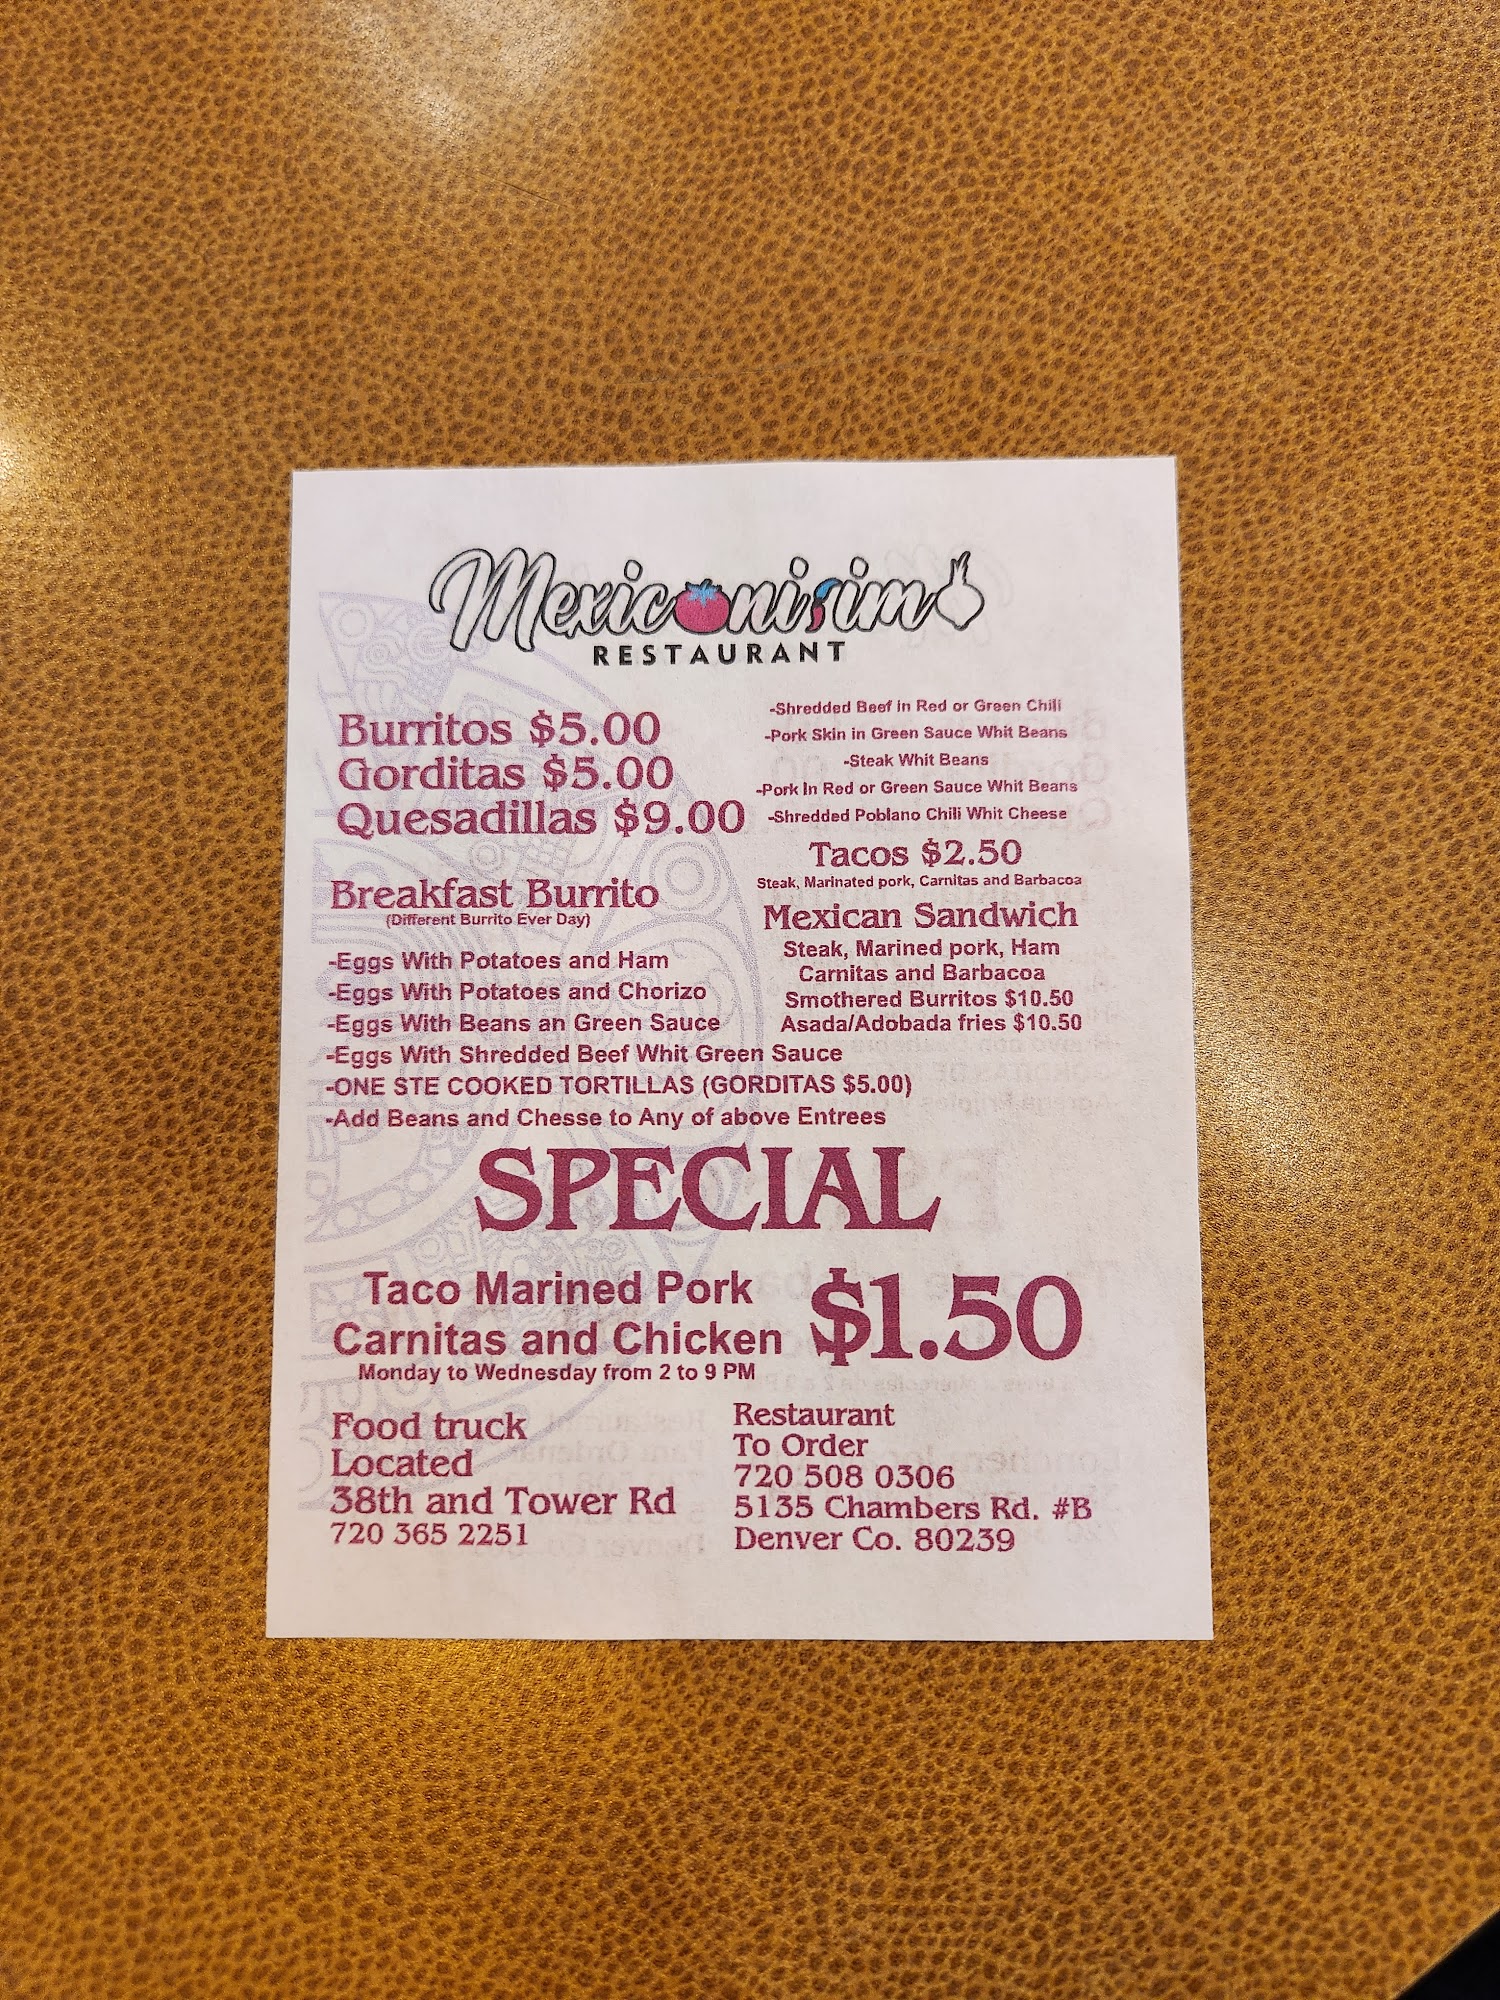 Mexiconisimo
RESTAURANT
Burritos $5.00
Gorditas $5.00
Quesadillas $9.00
-Shredded Beef in Red or Green Chili
-Pork Skin in Green Sauce Whit Beans
-Steak Whit Beans
-Pork In Red or Green Sauce Whit Beans
-Shredded Poblano Chili Whit Cheese
Breakfast Burrito
(Different Burrito Ever Day)
-Eggs With Potatoes and Ham
-Eggs With Potatoes and Chorizo
-Eggs With Beans an Green Sauce
-Eggs With Shredded Beef Whit Green Sauce
-ONE STE COOKED TORTILLAS (GORDITAS $5.00)
-Add Beans and Chesse to Any of above Entrees
Tacos $2.50
Steak, Marinated pork, Carnitas and Barbacoa
Mexican Sandwich
Steak, Marined pork, Ham
Carnitas and Barbacoa
Smothered Burritos $10.50
Asada/Adobada fries $10.50
SPECIAL
Taco Marined Pork
Carnitas and Chicken
$1.50
Monday to Wednesday from 2 to 9 PM
Food truck
Located
38th and Tower Rd
720 365 2251
Restaurant
To Order
720 508 0306
5135 Chambers Rd. #B
Denver Co. 80239